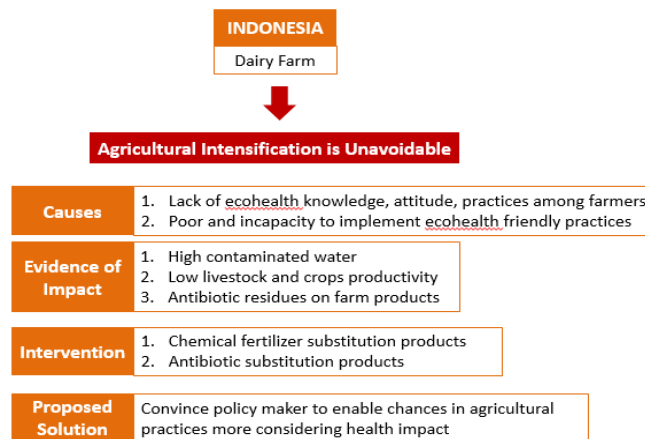 INDONESIA
Dairy Farm
Agricultural Intensification is Unavoidable
Causes
1. Lack of ecohealth knowledge, attitude, practices among farmers
2. Poor and incapacity to implement ecohealth friendly practices
Evidence of
Impact
1. High contaminated water
2. Low livestock and crops productivity
3. Antibiotic residues on farm products
Intervention
1. Chemical fertilizer substitution products
2. Antibiotic substitution products
Proposed
Solution
Convince policy maker to enable chances in agricultural
practices more considering health impact